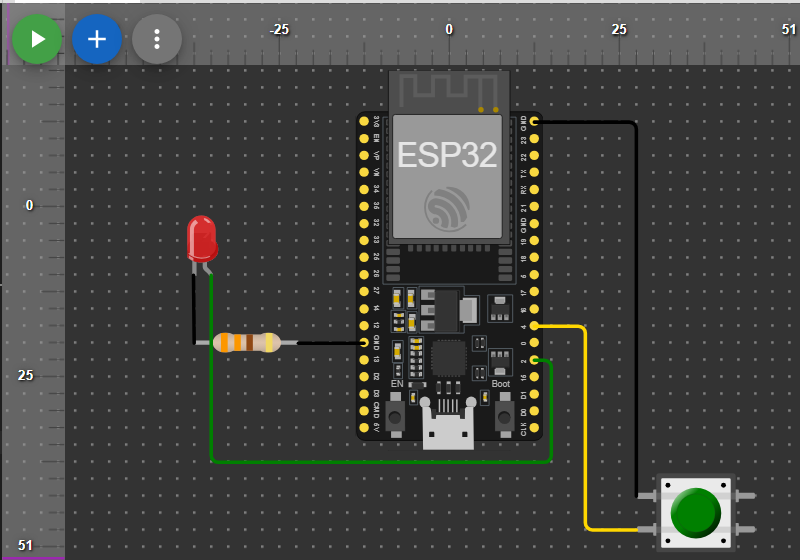 -25
0
25
51
0
25
51
ESP32
3V3
EN
VP
VN
34
35
32
33
25
26
27
14
12
GND
13
D2
D3
CMD
5V
GND
23
22
TX
RX
21
GND
19
18
5
17
16
4
0
2
15
D1
D0
CLK
EN
Boot